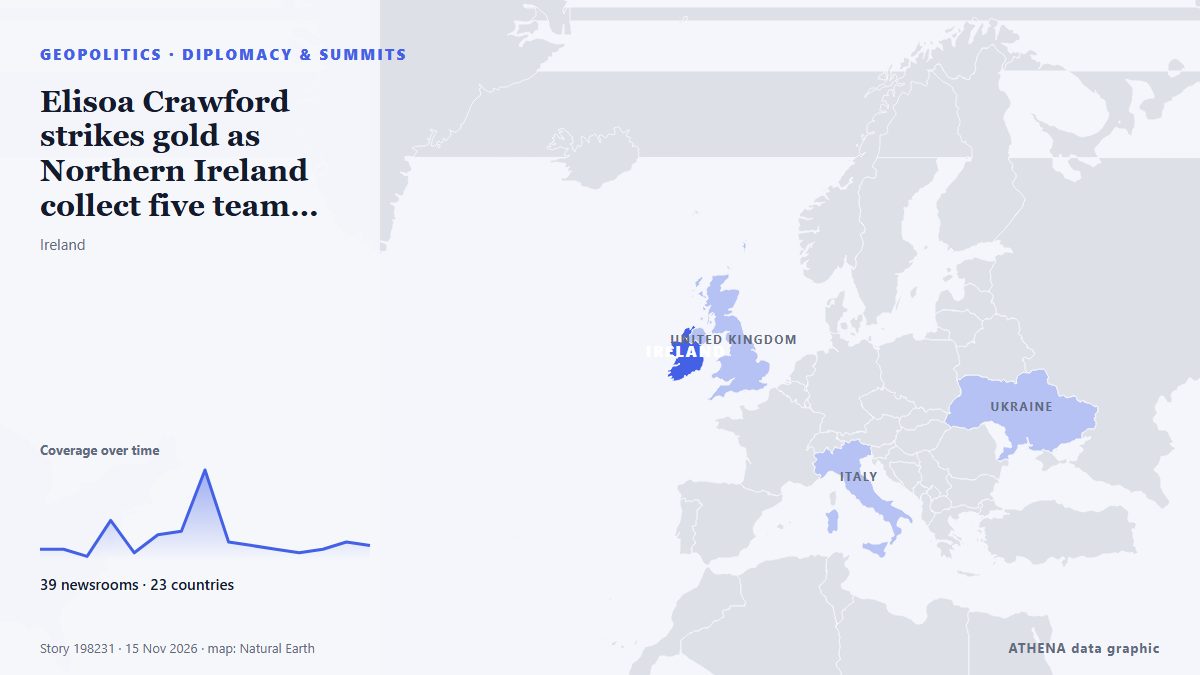 GEOPOLITICS · DIPLOMACY & SUMMITS
Elisoa Crawford
strikes gold as
Northern Ireland
collect five team...
Ireland
UNITED KINGDOM
IRELAND
UKRAINE
ITALY
Coverage over time
39 newsrooms · 23 countries
Story 198231 · 15 Nov 2026 · map: Natural Earth
ATHENA data graphic